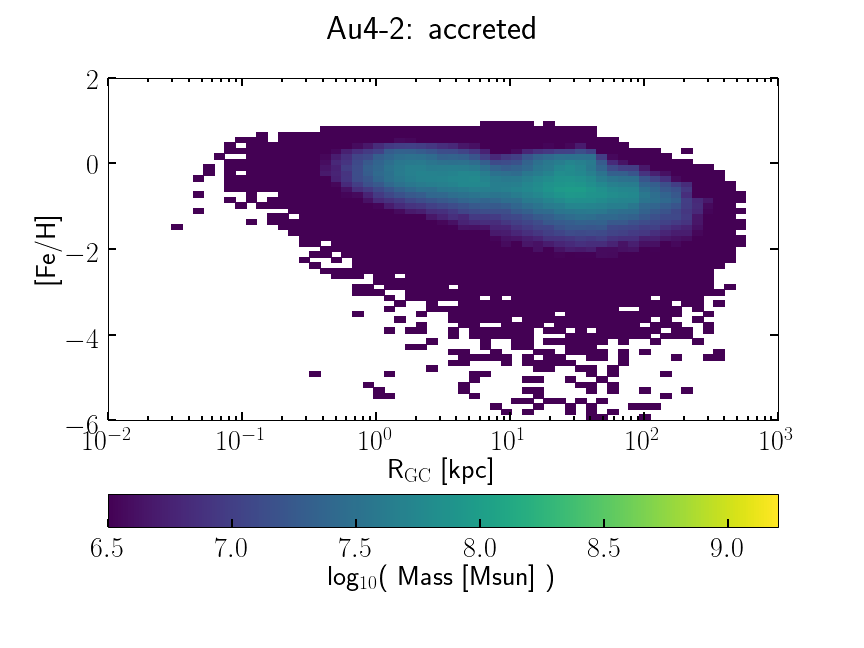 Au4-2: accreted
2
0
−2
−4
−6
[Fe/H]
10⁻² 10⁻¹ 10⁰ 10¹ 10² 10³
R_GC [kpc]
6.5 7.0 7.5 8.0 8.5 9.0
log₁₀( Mass [Msun] )